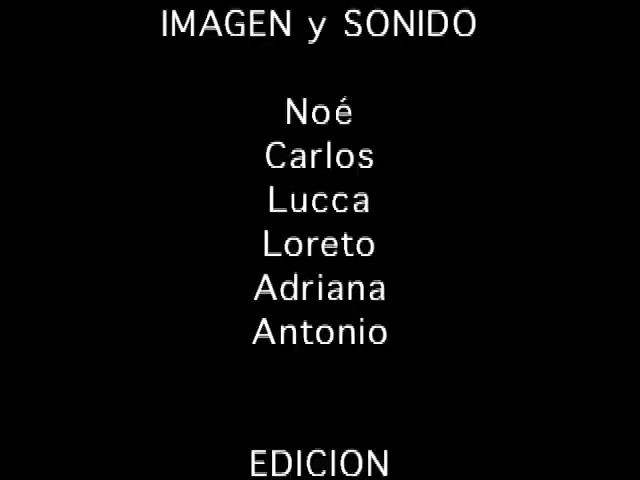 IMAGEN y SONIDO
Noé
Carlos
Lucca
Loreto
Adriana
Antonio
EDICION